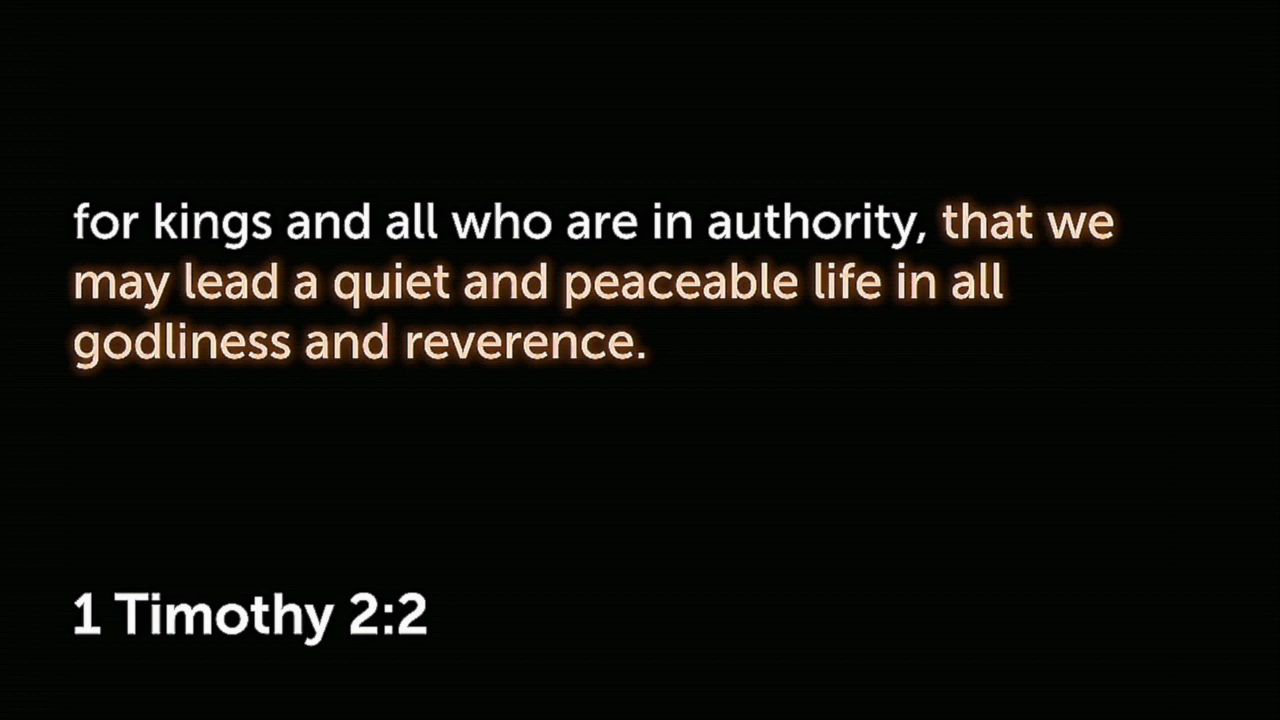 for kings and all who are in authority, that we
may lead a quiet and peaceable life in all
godliness and reverence.
1 Timothy 2:2